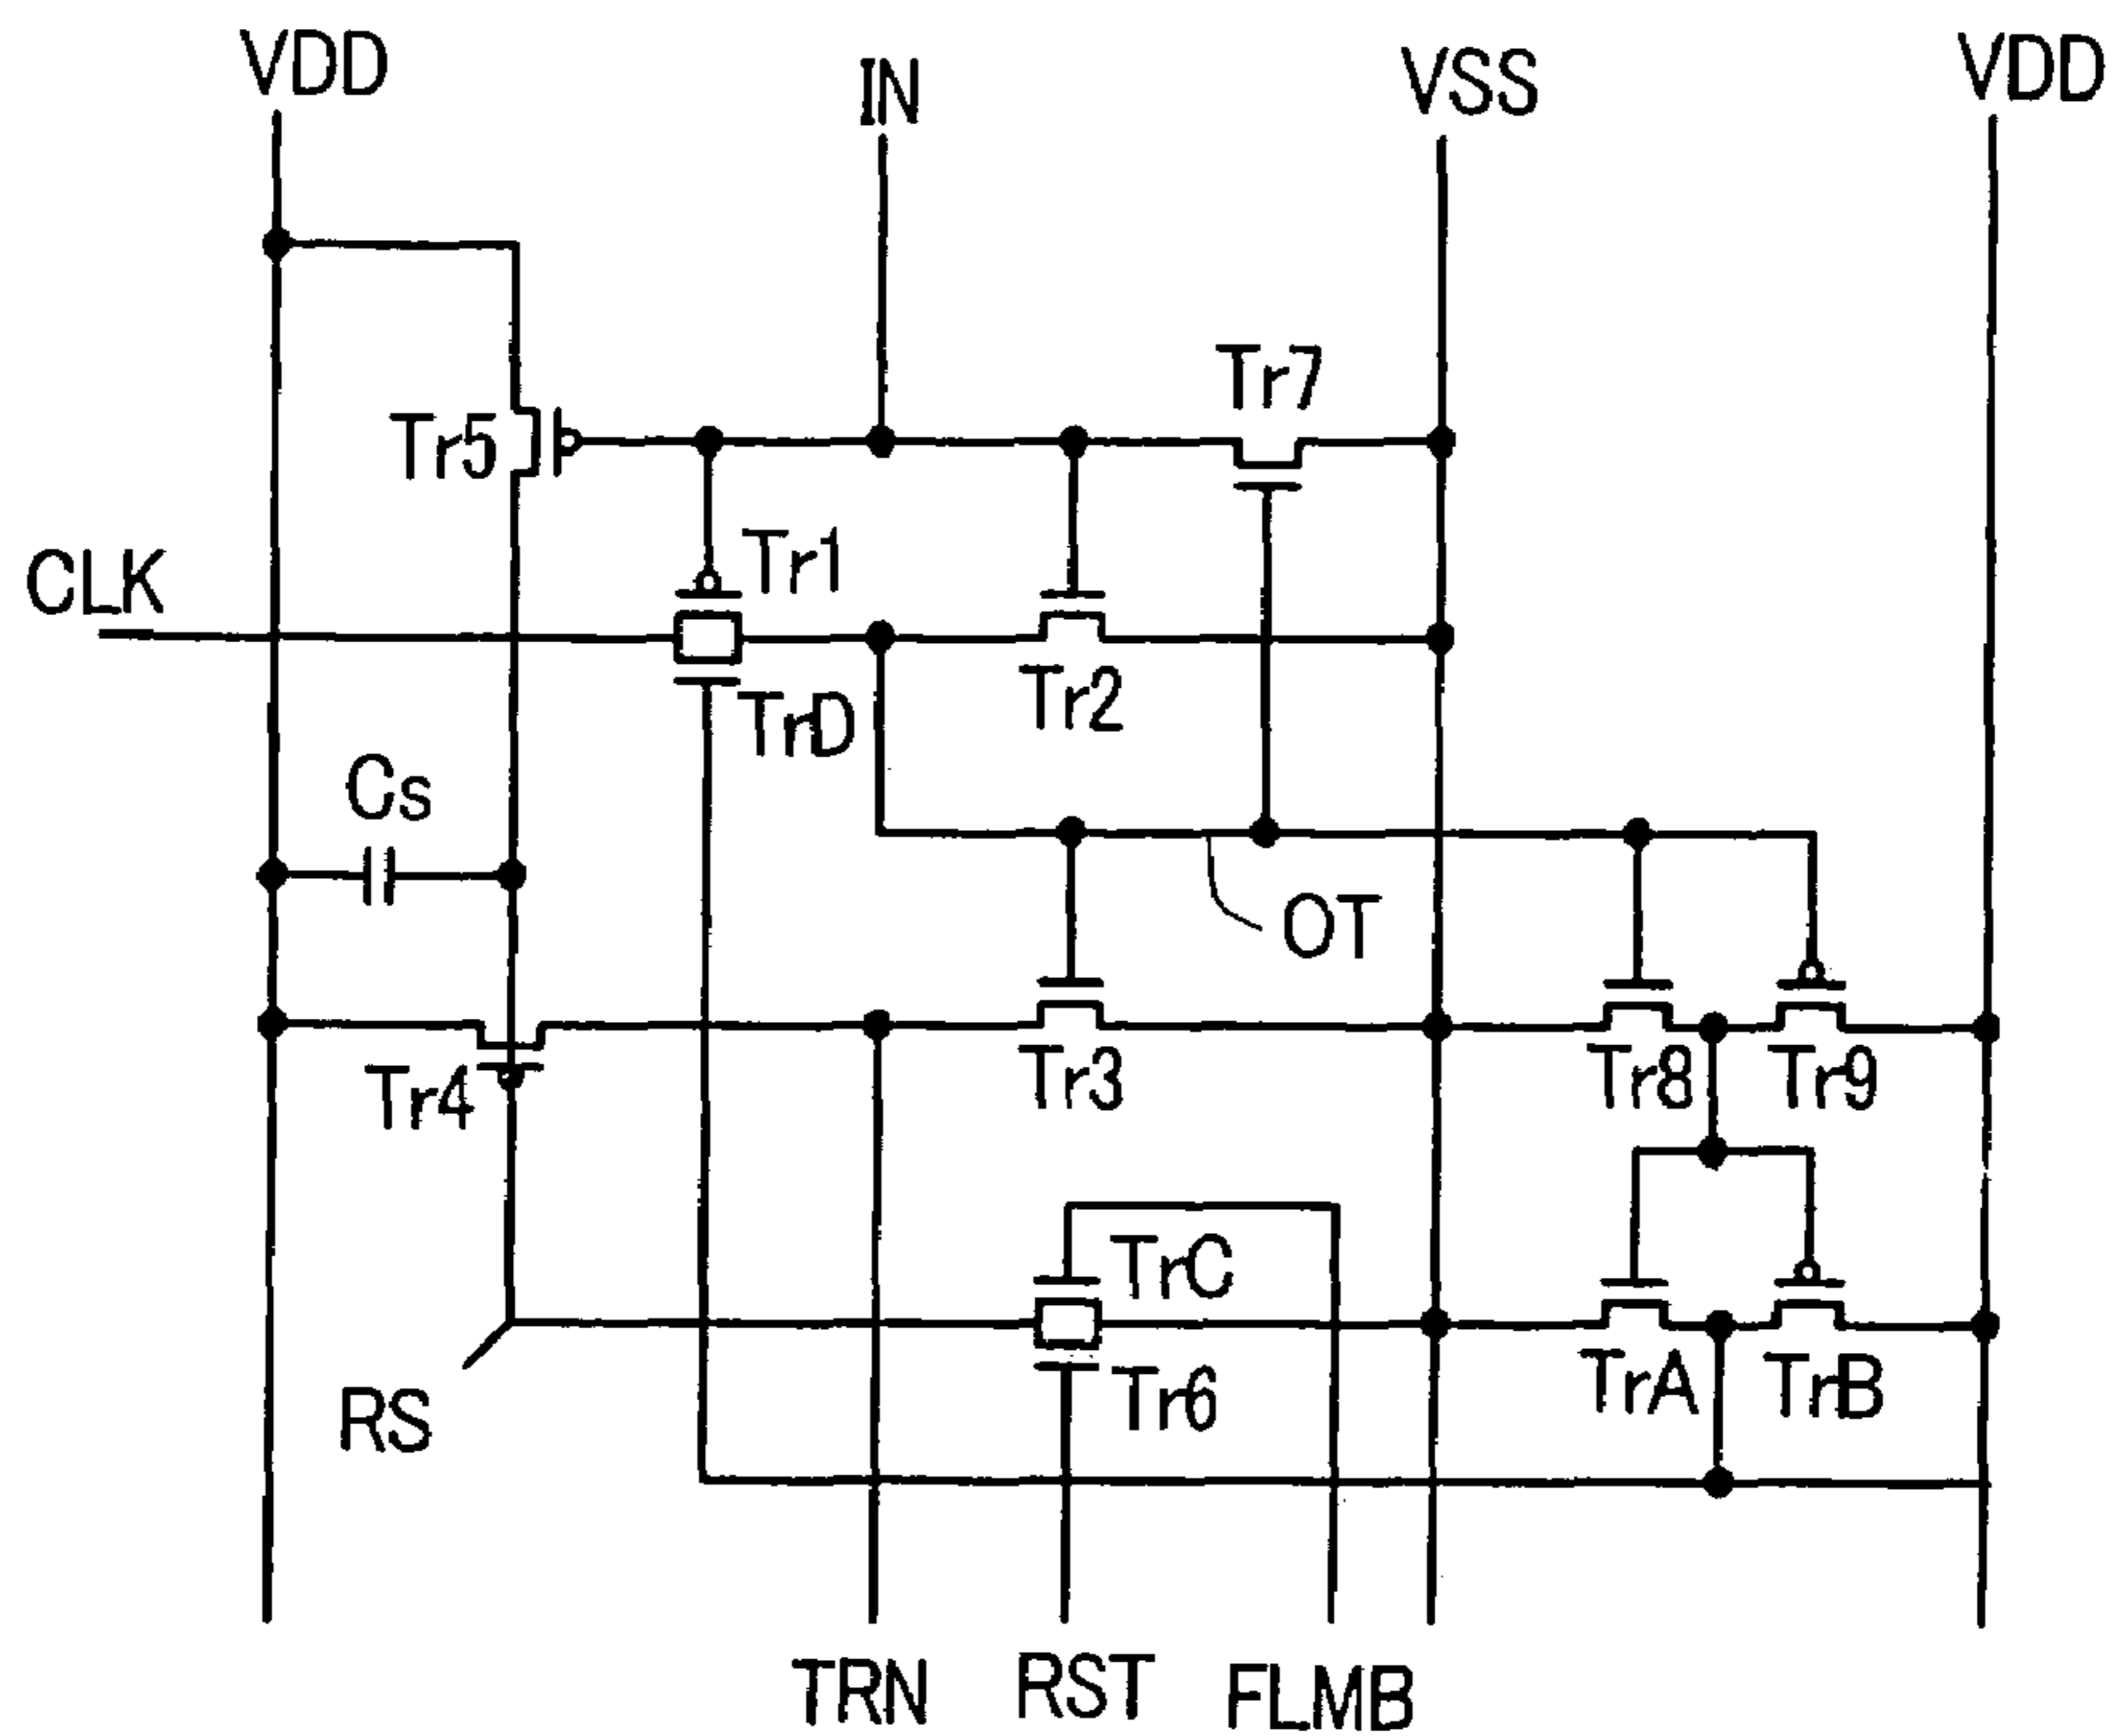 VDD
IN
VSS
VDD
Tr7
Tr5
Tr1
CLK
Tr2
TrD
Cs
OT
Tr4
Tr3
Tr8
Tr9
TrC
TrA
TrB
Tr6
RS
TRN
RST
FLMB